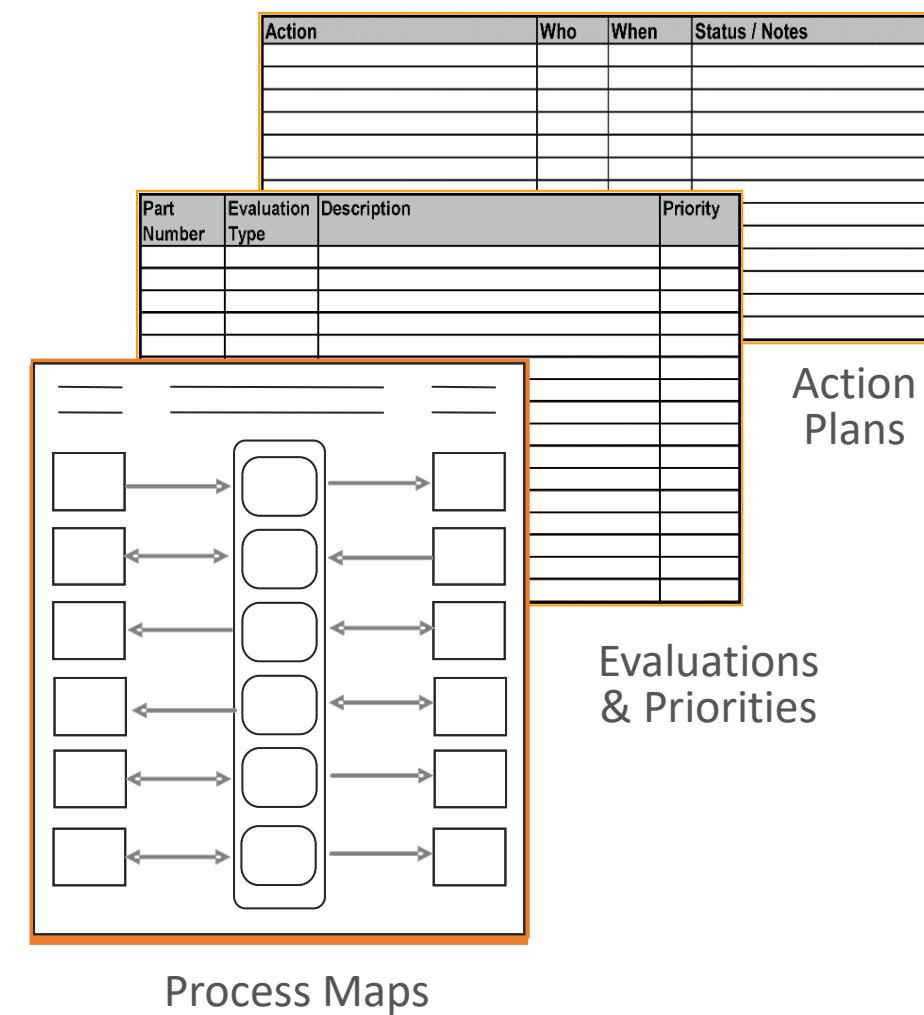 Action Who When Status / Notes
Part Number Evaluation Type Description Priority
Action
Plans
Evaluations
& Priorities
Process Maps